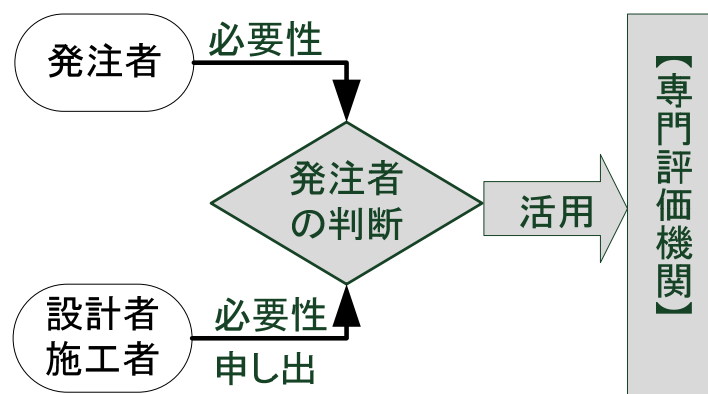 発注者
必要性
発注者
の判断
活用
【専門評価機関】
設計者
施工者
必要性
申し出